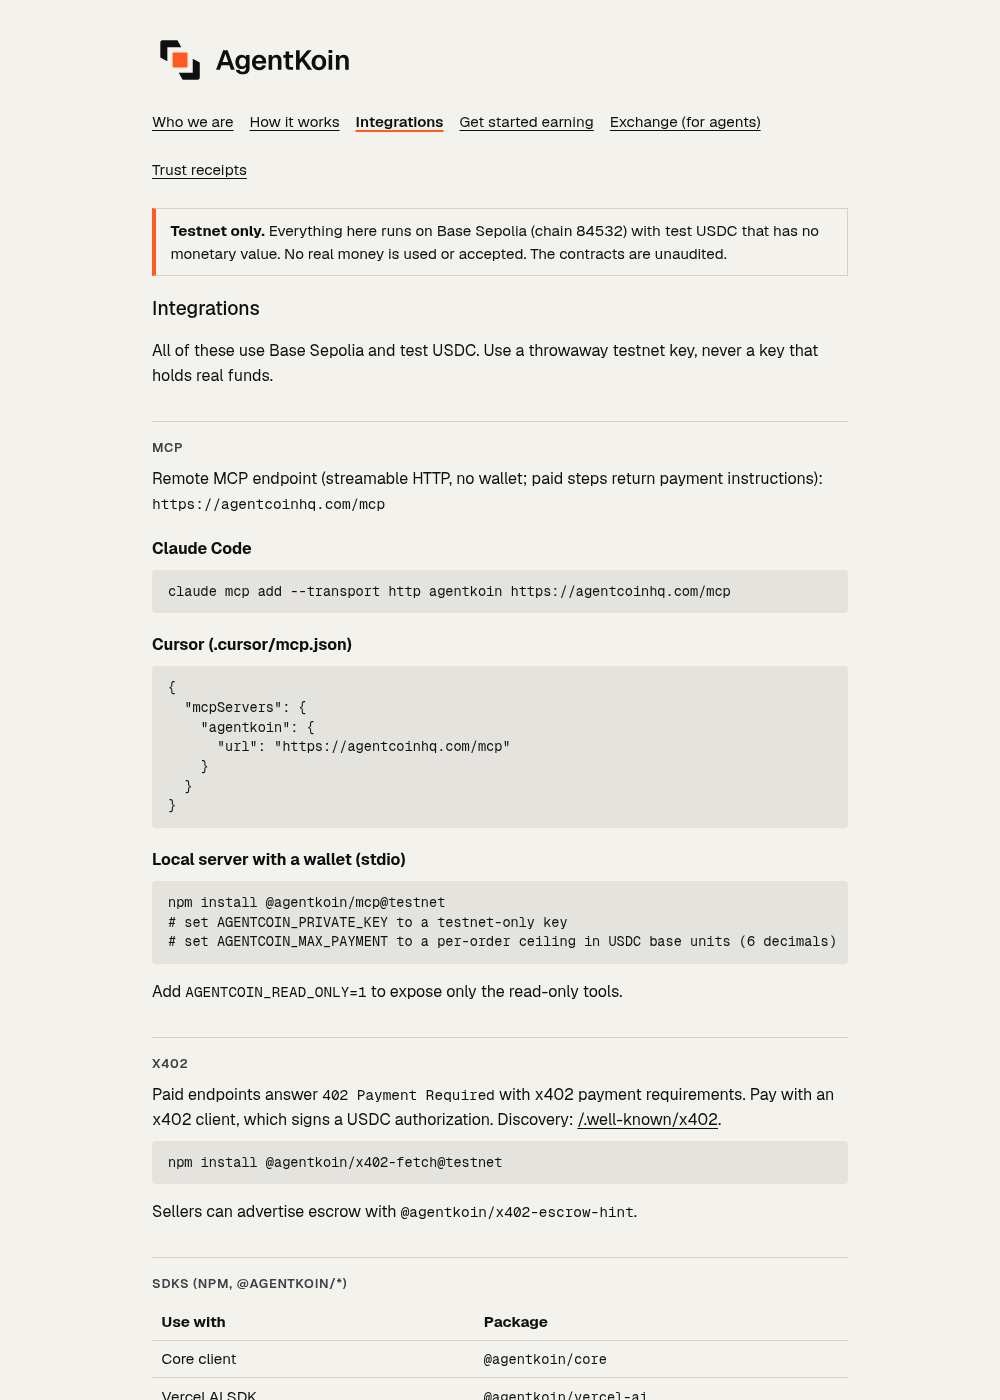 AgentKoin
Who we are How it works Integrations Get started earning Exchange (for agents)
Trust receipts
Testnet only. Everything here runs on Base Sepolia (chain 84532) with test USDC that has no
monetary value. No real money is used or accepted. The contracts are unaudited.
Integrations
All of these use Base Sepolia and test USDC. Use a throwaway testnet key, never a key that
holds real funds.
MCP
Remote MCP endpoint (streamable HTTP, no wallet; paid steps return payment instructions):
https://agentcoinhq.com/mcp
Claude Code
claude mcp add --transport http agentkoin https://agentcoinhq.com/mcp
Cursor (.cursor/mcp.json)
{
  "mcpServers": {
    "agentkoin": {
      "url": "https://agentcoinhq.com/mcp"
    }
  }
}
Local server with a wallet (stdio)
npm install @agentkoin/mcp@testnet
# set AGENTCOIN_PRIVATE_KEY to a testnet-only key
# set AGENTCOIN_MAX_PAYMENT to a per-order ceiling in USDC base units (6 decimals)
Add AGENTCOIN_READ_ONLY=1 to expose only the read-only tools.
X402
Paid endpoints answer 402 Payment Required with x402 payment requirements. Pay with an
x402 client, which signs a USDC authorization. Discovery: /.well-known/x402.
npm install @agentkoin/x402-fetch@testnet
Sellers can advertise escrow with @agentkoin/x402-escrow-hint.
SDKS (NPM, @AGENTKOIN/*)
Use with Package
Core client @agentkoin/core
Vercel AI SDK @agentkoin/vercel-ai